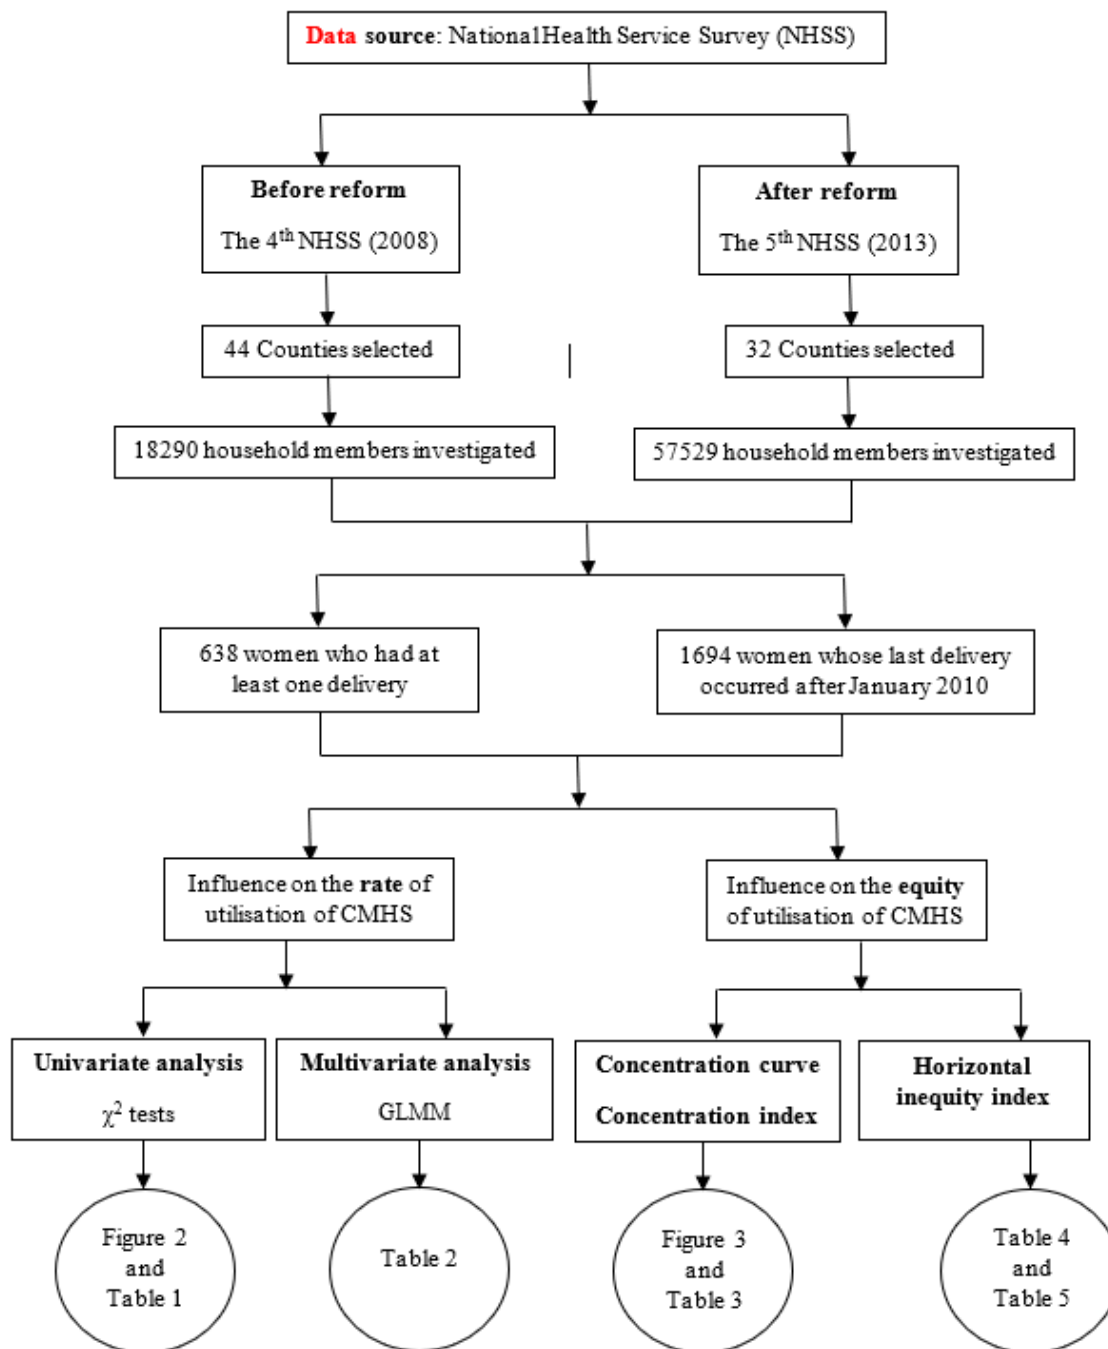 Data source: National Health Service Survey (NHSS)
Before reform
The 4th NHSS (2008)
After reform
The 5th NHSS (2013)
44 Counties selected
32 Counties selected
18290 household members investigated
57529 household members investigated
638 women who had at
least one delivery
1694 women whose last delivery
occurred after January 2010
Influence on the rate of
utilisation of CMHS
Influence on the equity
of utilisation of CMHS
Univariate analysis
χ2 tests
Multivariate analysis
GLMM
Concentration curve
Concentration index
Horizontal
inequity index
Figure 2
and
Table 1
Table 2
Figure 3
and
Table 3
Table 4
and
Table 5